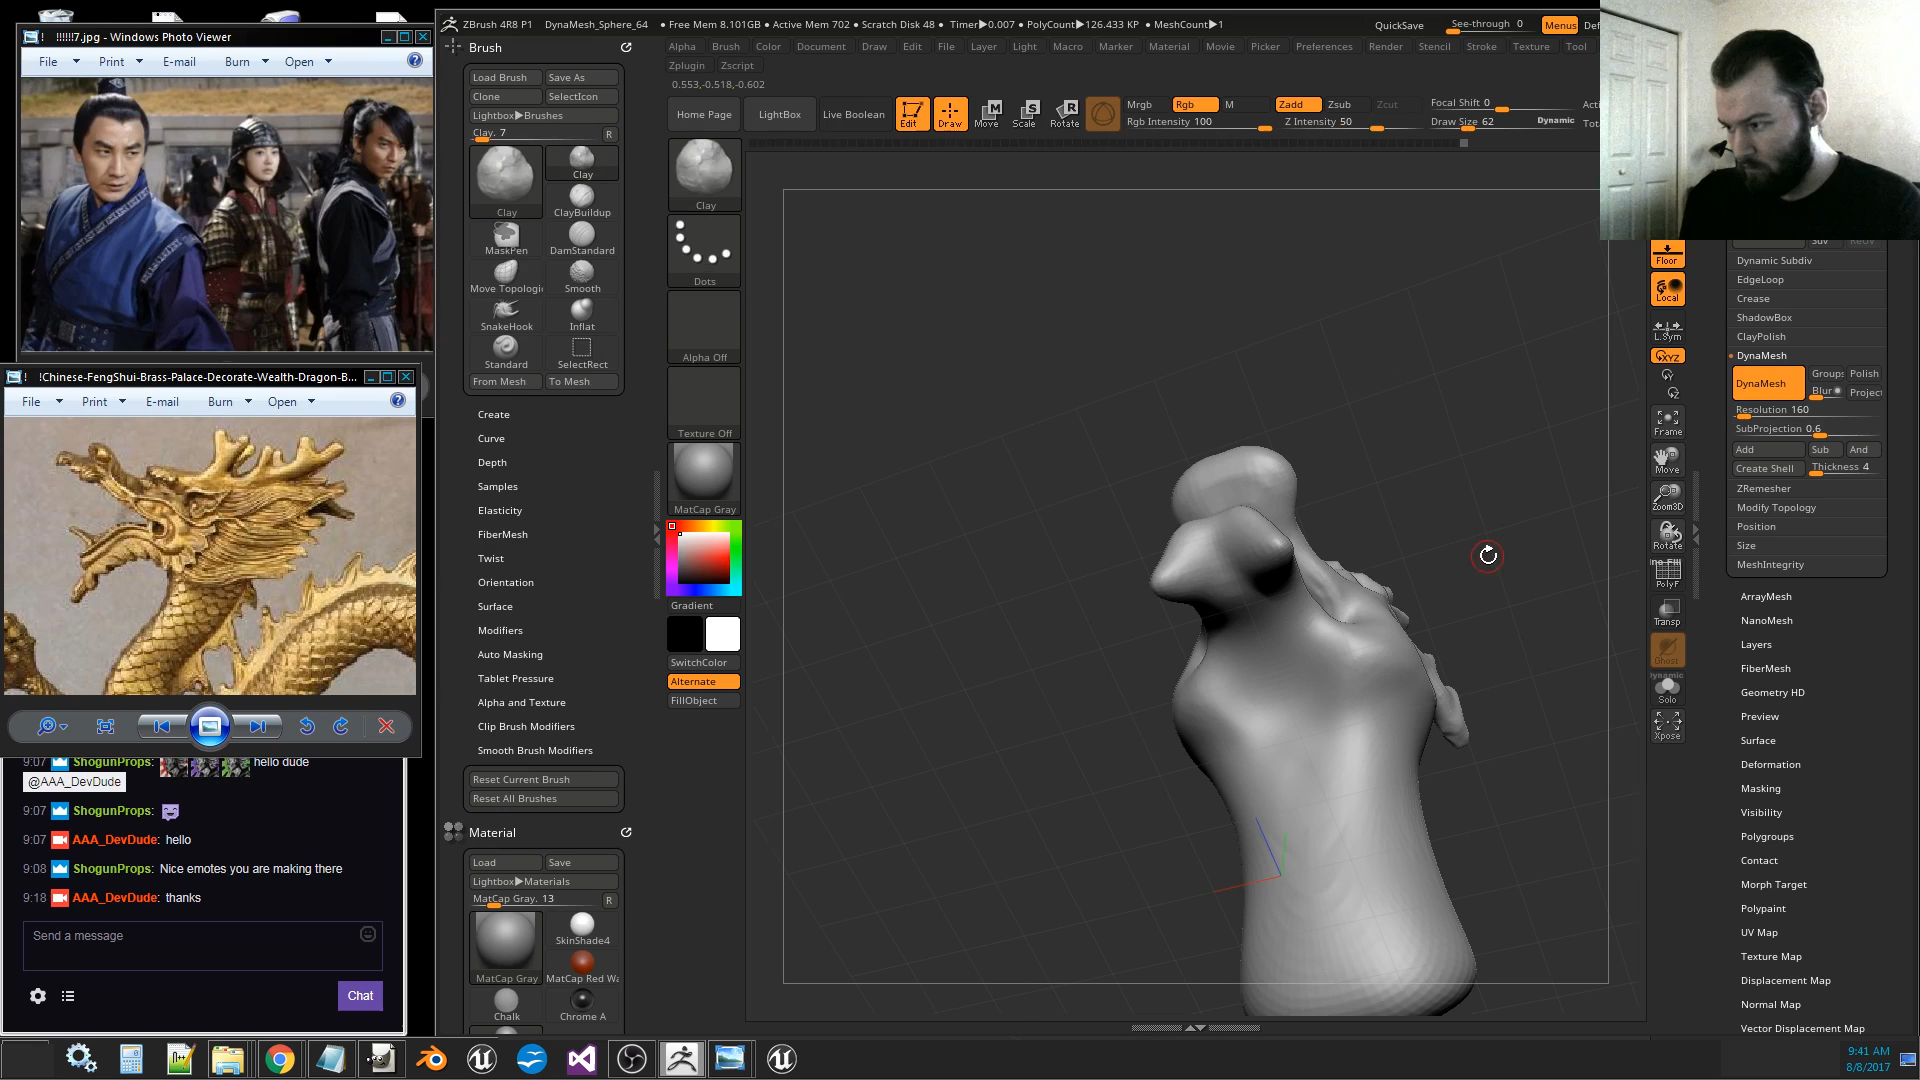 !!!!!!7.jpg - Windows Photo Viewer
File Print E-mail Burn Open
!Chinese-FengShui-Brass-Palace-Decorate-Wealth-Dragon-B...
File Print E-mail Burn Open
9:07 ShogunProps: hello dude
@AAA_DevDude
9:07 ShogunProps:
9:07 AAA_DevDude: hello
9:08 ShogunProps: Nice emotes you are making there
9:18 AAA_DevDude: thanks
Send a message
Chat
ZBrush 4R8 P1 DynaMesh_Sphere_64 • Free Mem 8.101GB • Active Mem 702 • Scratch Disk 48 • Timer▶0.007 • PolyCount▶126.433 KP • MeshCount▶1
QuickSave See-through 0 Menus
Brush
Load Brush Save As
Clone SelectIcon
Lightbox▶Brushes
Clay. 7 R
Clay
Clay
ClayBuildup
MaskPen DamStandard
Move Topologi Smooth
SnakeHook Inflat
Standard SelectRect
From Mesh To Mesh
Create
Curve
Depth
Samples
Elasticity
FiberMesh
Twist
Orientation
Surface
Modifiers
Auto Masking
Tablet Pressure
Alpha and Texture
Clip Brush Modifiers
Smooth Brush Modifiers
Reset Current Brush
Reset All Brushes
Material
Load Save
Lightbox▶Materials
MatCap Gray. 13 R
SkinShade4
MatCap Gray MatCap Red Wa
Chalk Chrome A
Alpha Brush Color Document Draw Edit File Layer Light Macro Marker Material Movie Picker Preferences Render Stencil Stroke Texture Tool
Zplugin Zscript
0.553,-0.518,-0.602
Home Page LightBox Live Boolean Edit Draw Move Scale Rotate
Mrgb Rgb M Zadd Zsub Zcut Focal Shift 0
Rgb Intensity 100 Z Intensity 50 Draw Size 62 Dynamic
Clay
Dots
Alpha Off
Texture Off
MatCap Gray
Gradient
SwitchColor
Alternate
FillObject
Floor
Local
L.Sym
XYZ
Frame
Move
Zoom3D
Rotate
PolyF
Transp
Ghost
Dynamic
Solo
Xpose
Dynamic Subdiv
EdgeLoop
Crease
ShadowBox
ClayPolish
DynaMesh
DynaMesh Groups Polish
Blur Project
Resolution 160
SubProjection 0.6
Add Sub And
Create Shell Thickness 4
ZRemesher
Modify Topology
Position
Size
MeshIntegrity
ArrayMesh
NanoMesh
Layers
FiberMesh
Geometry HD
Preview
Surface
Deformation
Masking
Visibility
Polygroups
Contact
Morph Target
Polypaint
UV Map
Texture Map
Displacement Map
Normal Map
Vector Displacement Map
9:41 AM
8/8/2017